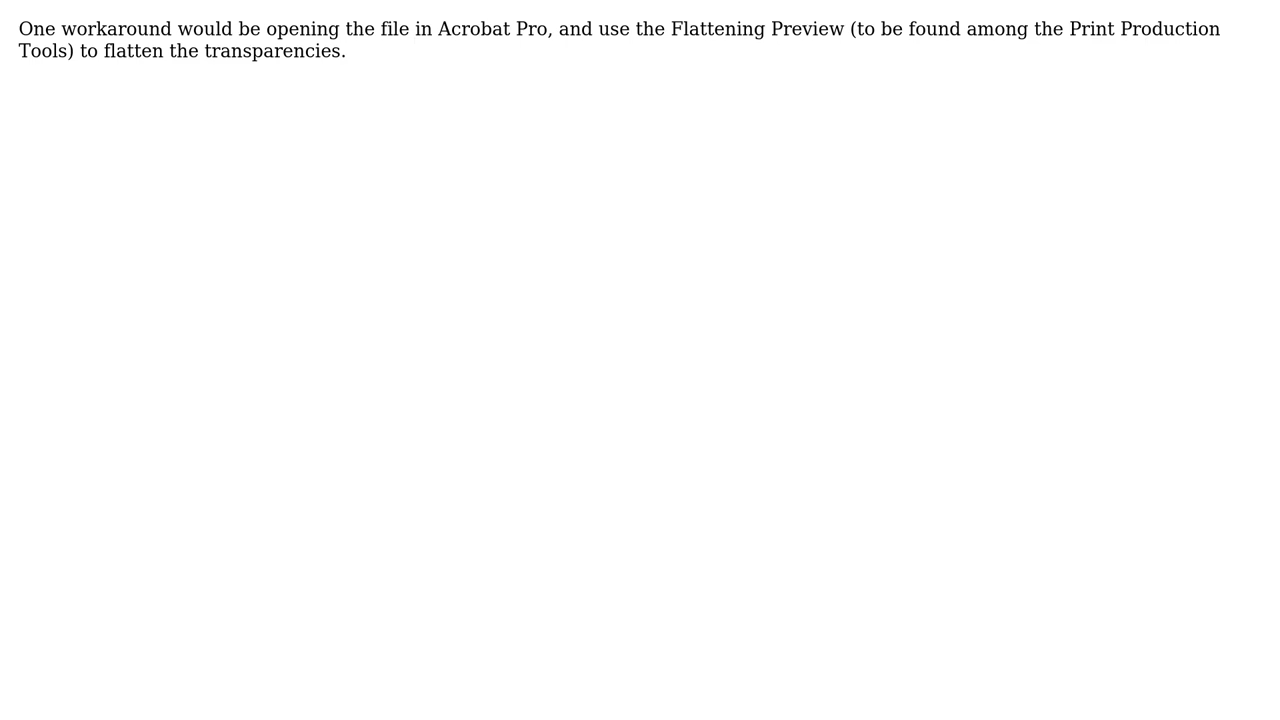 One workaround would be opening the file in Acrobat Pro, and use the Flattening Preview (to be found among the Print Production
Tools) to flatten the transparencies.